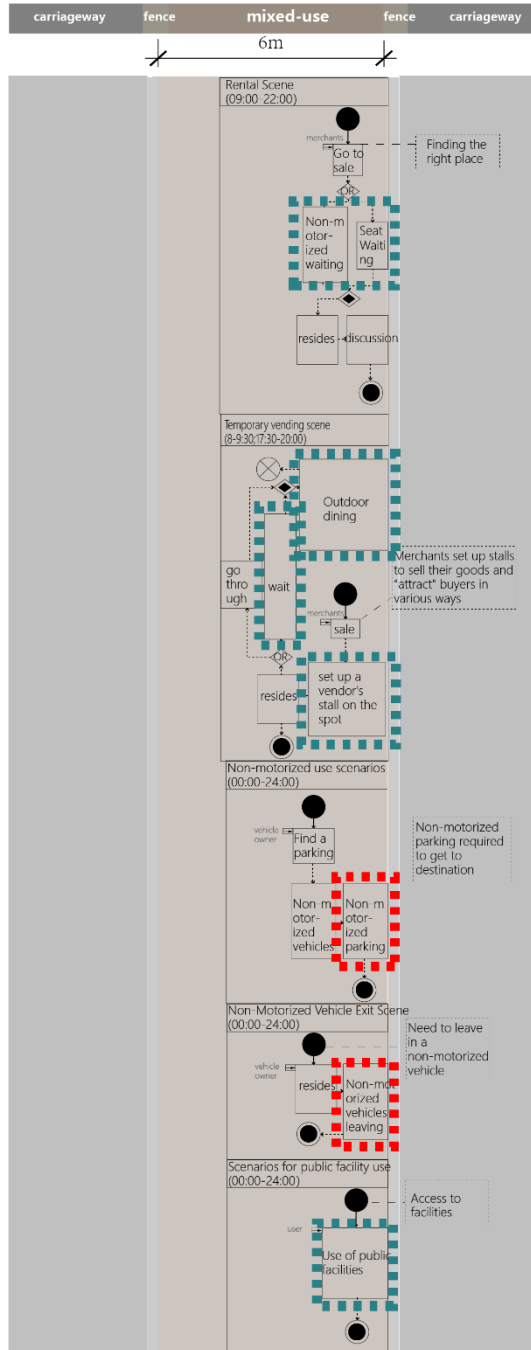 carriageway
fence
mixed-use
fence
carriageway
6m
Rental Scene
(09:00-22:00)
merchants
Go to
sale
Finding the
right place
OR
Non-m
otor-
ized
waiting
Seat
Waiti
ng
resides
discussion
Temporary vending scene
(8-9:30;17:30-20:00)
Outdoor
dining
go
thro
ugh
wait
Merchants set up stalls
to sell their goods and
"attract" buyers in
various ways
merchants
sale
OR
resides
set up a
vendor's
stall on the
spot
Non-motorized use scenarios
(00:00-24:00)
vehicle
owner
Find a
parking
Non-motorized
parking required
to get to
destination
Non-m
otor-
ized
vehicles
Non-m
otor-
ized
parking
Non-Motorized Vehicle Exit Scene
(00:00-24:00)
Need to leave
in a
non-motorized
vehicle
vehicle
owner
resides
Non-mot
orized
vehicles
leaving
Scenarios for public facility use
(00:00-24:00)
Access to
facilities
user
Use of public
facilities